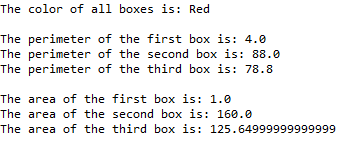 The color of all boxes is: Red
The perimeter of the first box is: 4.0
The perimeter of the second box is: 88.0
The perimeter of the third box is: 78.8
The area of the first box is: 1.0
The area of the second box is: 160.0
The area of the third box is: 125.64999999999999